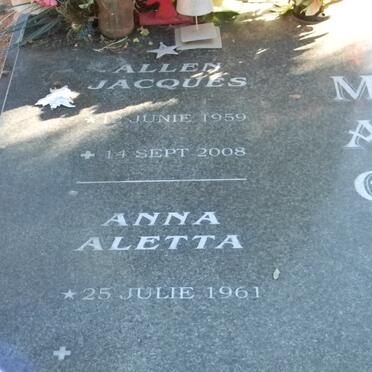 ALLEN
JACQUES
JUNIE 1959
✚ 14 SEPT 2008
ANNA
ALETTA
★ 25 JULIE 1961
✚